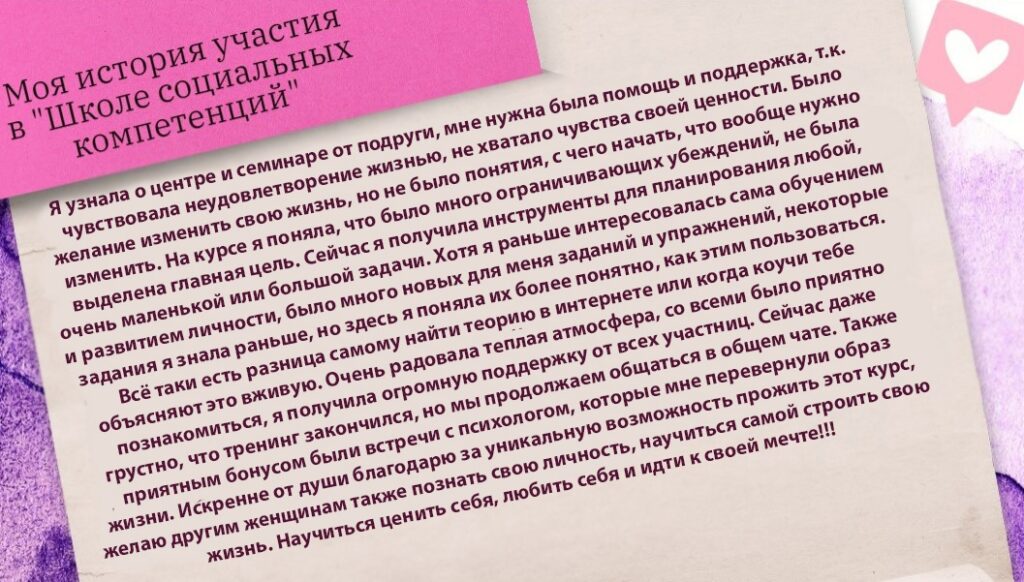 Моя история участия
в "Школе социальных
компетенций"
Я узнала о центре и семинаре от подруги, мне нужна была помощь и поддержка, т.к.
чувствовала неудовлетворение жизнью, не хватало чувства своей ценности. Было
желание изменить свою жизнь, но не было понятия, с чего начать, что вообще нужно
изменить. На курсе я поняла, что было много ограничивающих убеждений, не была
выделена главная цель. Сейчас я получила инструменты для планирования любой,
очень маленькой или большой задачи. Хотя я раньше интересовалась сама обучением
и развитием личности, было много новых для меня заданий и упражнений, некоторые
задания я знала раньше, но здесь я поняла их более понятно, как этим пользоваться.
Всё таки есть разница самому найти теорию в интернете или когда коучи тебе
объясняют это вживую. Очень радовала теплая атмосфера, со всеми было приятно
познакомиться, я получила огромную поддержку от всех участниц. Сейчас даже
грустно, что тренинг закончился, но мы продолжаем общаться в общем чате. Также
приятным бонусом были встречи с психологом, которые мне перевернули образ
жизни. Искренне от души благодарю за уникальную возможность прожить этот курс,
желаю другим женщинам также познать свою личность, научиться самой строить свою
жизнь. Научиться ценить себя, любить себя и идти к своей мечте!!!